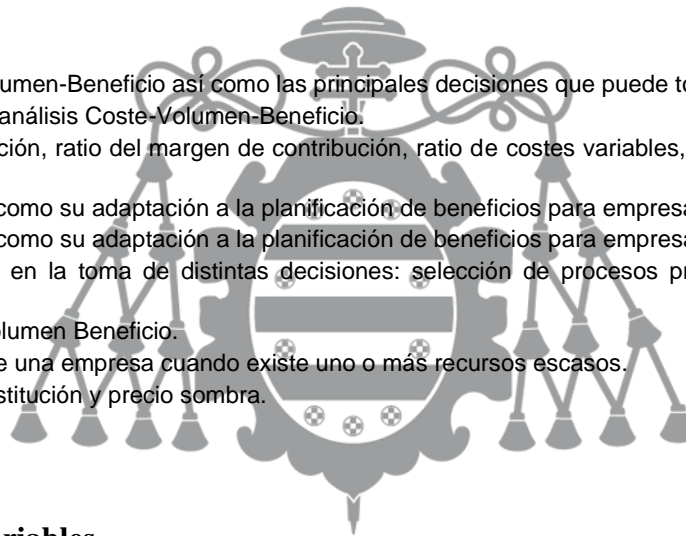 lumen-Beneficio así como las principales decisiones que puede to
análisis Coste-Volumen-Beneficio.
ción, ratio del margen de contribución, ratio de costes variables,
como su adaptación a la planificación de beneficios para empresa
como su adaptación a la planificación de beneficios para empresa
en la toma de distintas decisiones: selección de procesos pr
olumen Beneficio.
e una empresa cuando existe uno o más recursos escasos.
stitución y precio sombra.
ariables